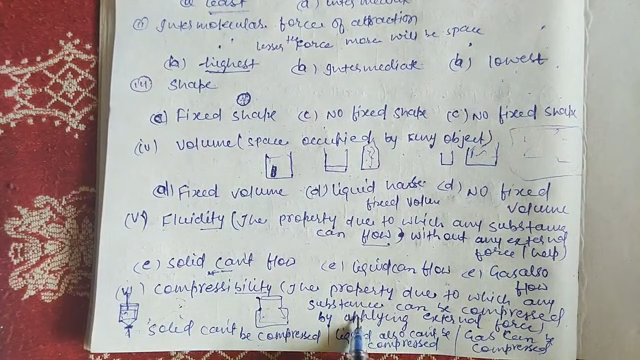 (a) least (a) intermediate
(ii) Intermolecular force of attraction
lesser the force more will be space
(b) highest (b) Intermediate (b) lowest
(iii) Shape
(c) Fixed shape (c) No fixed shape (c) No fixed shape
(iv) Volume (space occupied by any object)
(d) Fixed volume (d) liquid have fixed volume (d) NO fixed volume
(V) Fluidity (The property due to which any substance
can flow without any external
force (help)
(e) solid can't flow (e) liquid can flow (e) Gas also flow
compressibility (The property due to which any
substance can be compressed
by applying external force)
solid can't be compressed liquid also can't be compressed Gas can be compressed